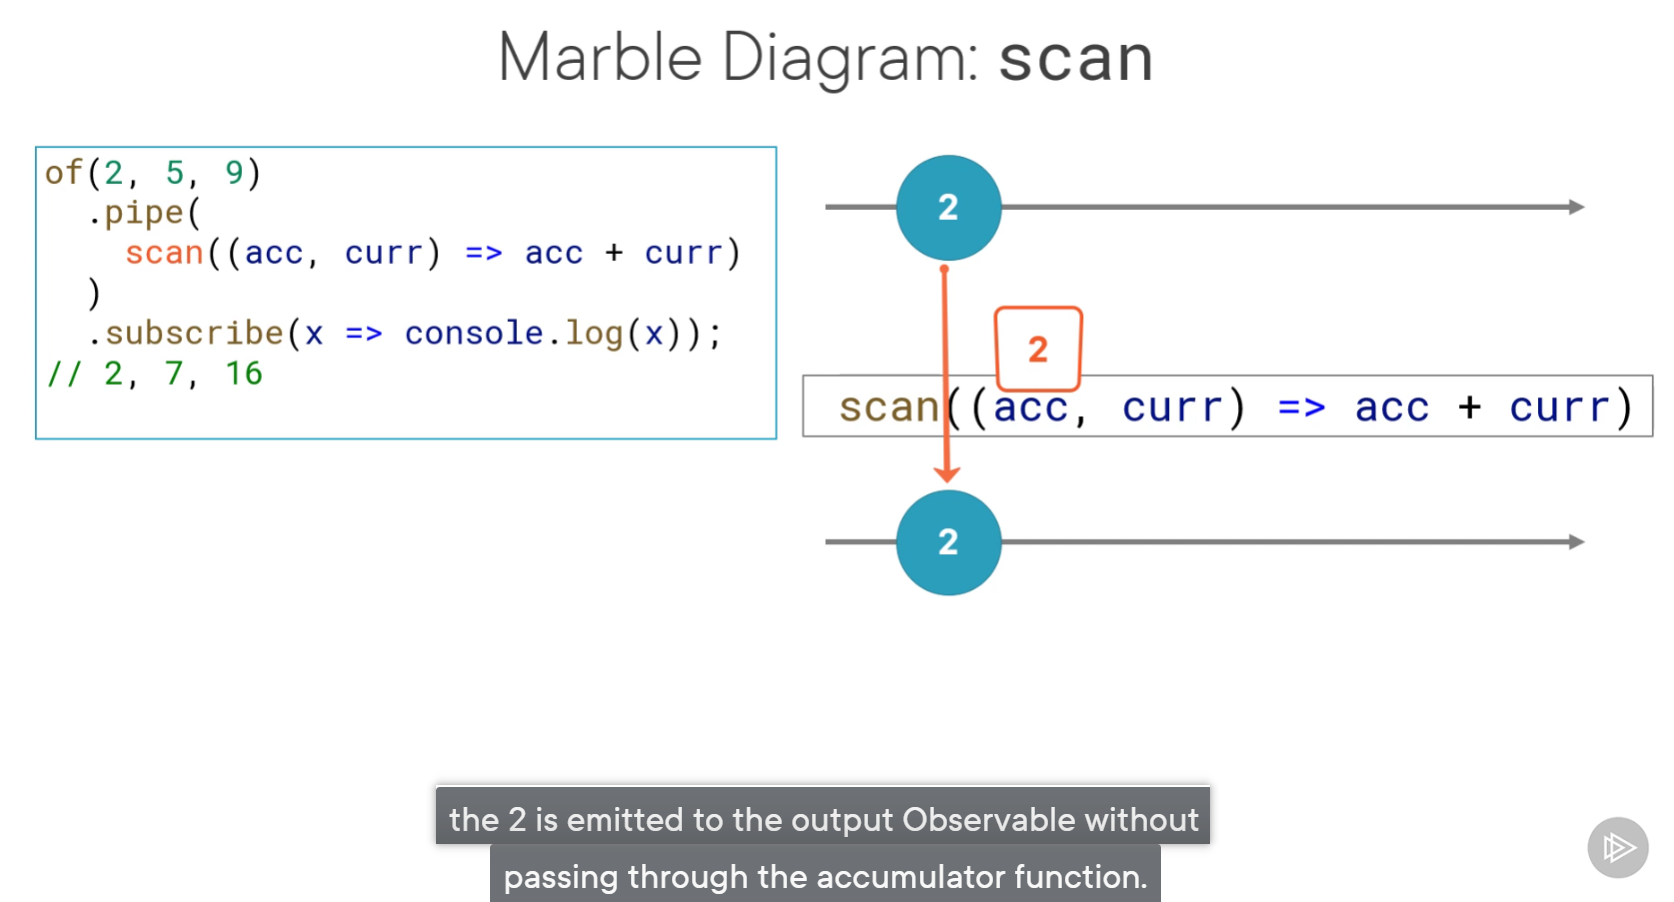 Marble Diagram: scan
of(2, 5, 9)
.pipe(
scan((acc, curr) => acc + curr)
)
.subscribe(x => console.log(x));
// 2, 7, 16
2
2
scan((acc, curr) => acc + curr)
2
the 2 is emitted to the output Observable without
passing through the accumulator function.